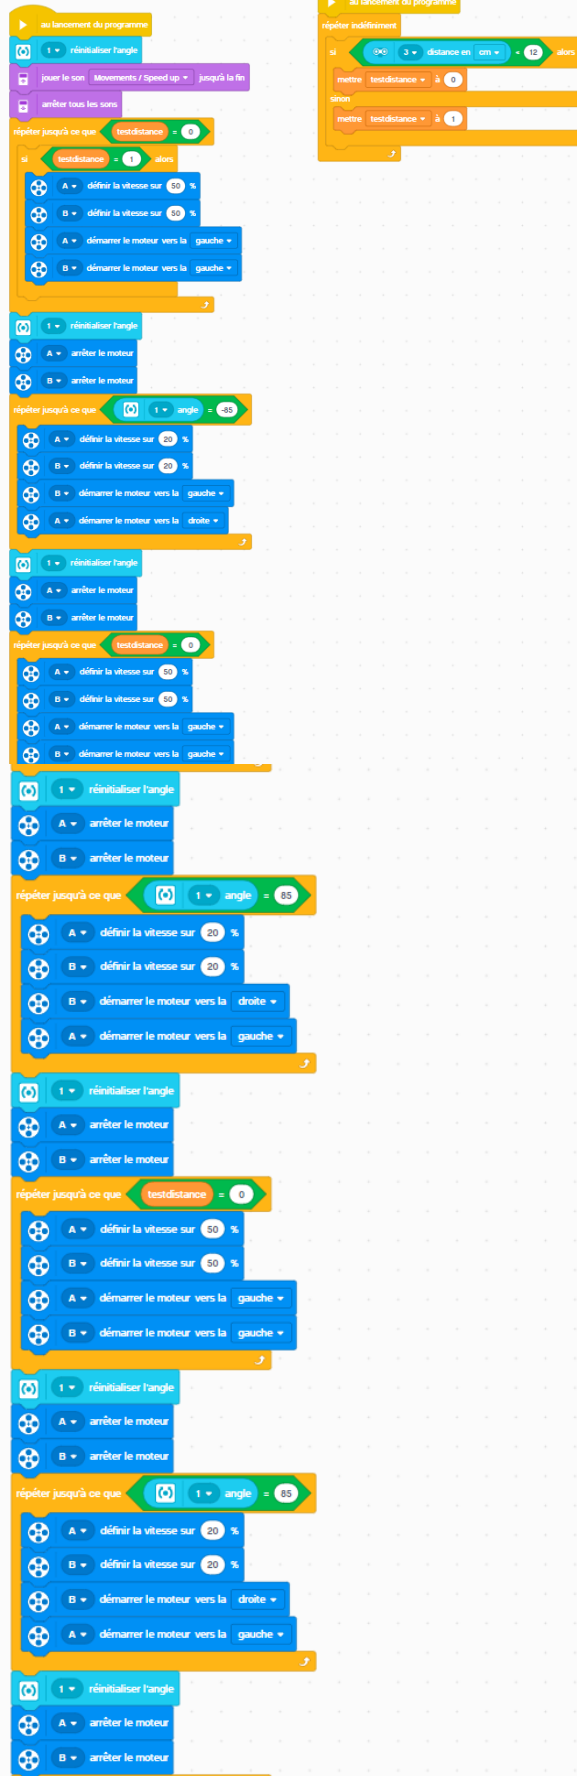 au lancement du programme
1 réinitialiser l'angle
jouer le son Movements / Speed up jusqu'à la fin
arrêter tous les sons
répéter jusqu'à ce que testdistance = 0
si testdistance = 1 alors
A définir la vitesse sur 50 %
B définir la vitesse sur 50 %
A démarrer le moteur vers la gauche
B démarrer le moteur vers la gauche
1 réinitialiser l'angle
A arrêter le moteur
B arrêter le moteur
répéter jusqu'à ce que 1 angle = -85
A définir la vitesse sur 20 %
B définir la vitesse sur 20 %
B démarrer le moteur vers la gauche
A démarrer le moteur vers la droite
1 réinitialiser l'angle
A arrêter le moteur
B arrêter le moteur
répéter jusqu'à ce que testdistance = 0
A définir la vitesse sur 50 %
B définir la vitesse sur 50 %
A démarrer le moteur vers la gauche
B démarrer le moteur vers la gauche
1 réinitialiser l'angle
A arrêter le moteur
B arrêter le moteur
répéter jusqu'à ce que 1 angle = 85
A définir la vitesse sur 20 %
B définir la vitesse sur 20 %
B démarrer le moteur vers la droite
A démarrer le moteur vers la gauche
1 réinitialiser l'angle
A arrêter le moteur
B arrêter le moteur
répéter jusqu'à ce que testdistance = 0
A définir la vitesse sur 50 %
B définir la vitesse sur 50 %
A démarrer le moteur vers la gauche
B démarrer le moteur vers la gauche
1 réinitialiser l'angle
A arrêter le moteur
B arrêter le moteur
répéter jusqu'à ce que 1 angle = 85
A définir la vitesse sur 20 %
B définir la vitesse sur 20 %
B démarrer le moteur vers la droite
A démarrer le moteur vers la gauche
1 réinitialiser l'angle
A arrêter le moteur
B arrêter le moteur
au lancement du programme
répéter indéfiniment
si 3 distance en cm < 12 alors
mettre testdistance à 0
sinon
mettre testdistance à 1